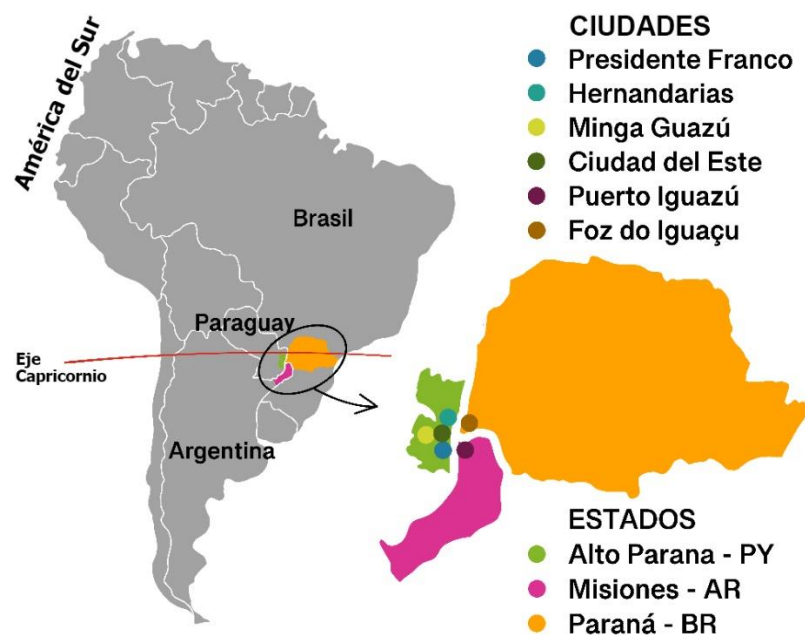 América del Sur
Brasil
Paraguay
Eje
Capricornio
Argentina
CIUDADES
Presidente Franco
Hernandarias
Minga Guazú
Ciudad del Este
Puerto Iguazú
Foz do Iguaçu
ESTADOS
Alto Parana - PY
Misiones - AR
Paraná - BR